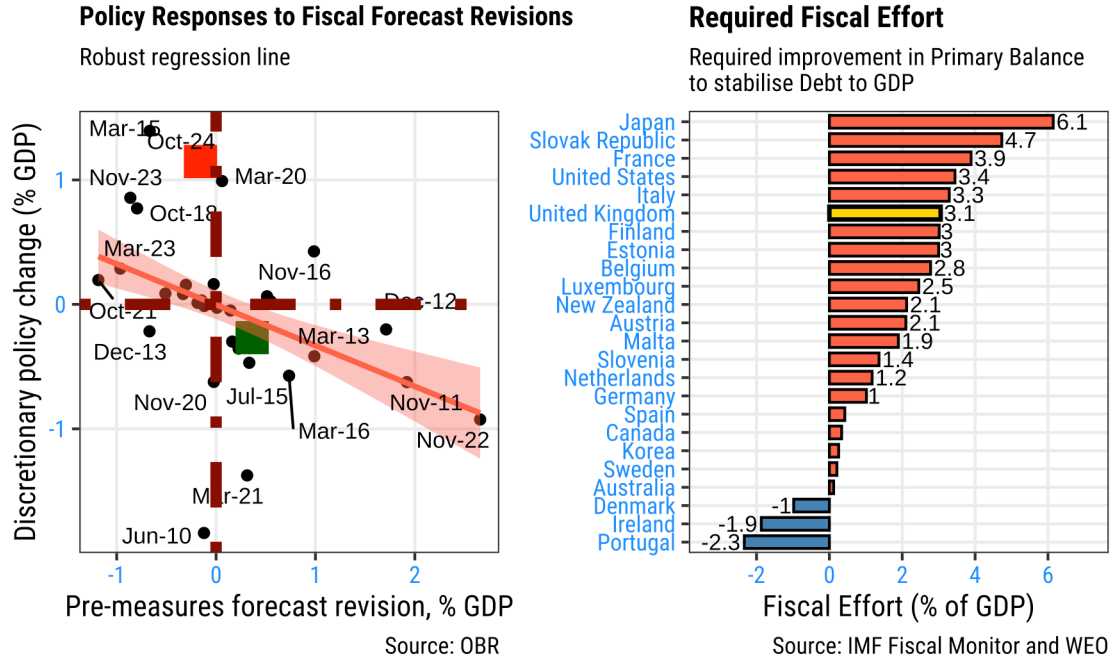 Policy Responses to Fiscal Forecast Revisions
Robust regression line
Discretionary policy change (% GDP)
1
0
-1
Mar-15
Oct-24
Nov-23
Mar-20
Oct-18
Mar-23
Nov-16
Dec-12
Oct-21
Mar-13
Dec-13
Jul-15
Nov-20
Nov-11
Mar-16
Nov-22
Mar-21
Jun-10
-1
0
1
2
Pre-measures forecast revision, % GDP
Source: OBR
Required Fiscal Effort
Required improvement in Primary Balance
to stabilise Debt to GDP
Japan 6.1
Slovak Republic 4.7
France 3.9
United States 3.4
Italy 3.3
United Kingdom 3.1
Finland 3
Estonia 3
Belgium 2.8
Luxembourg 2.5
New Zealand 2.1
Austria 2.1
Malta 1.9
Slovenia 1.4
Netherlands 1.2
Germany 1
Spain
Canada
Korea
Sweden
Australia
Denmark -1
Ireland -1.9
Portugal -2.3
-2
0
2
4
6
Fiscal Effort (% of GDP)
Source: IMF Fiscal Monitor and WEO